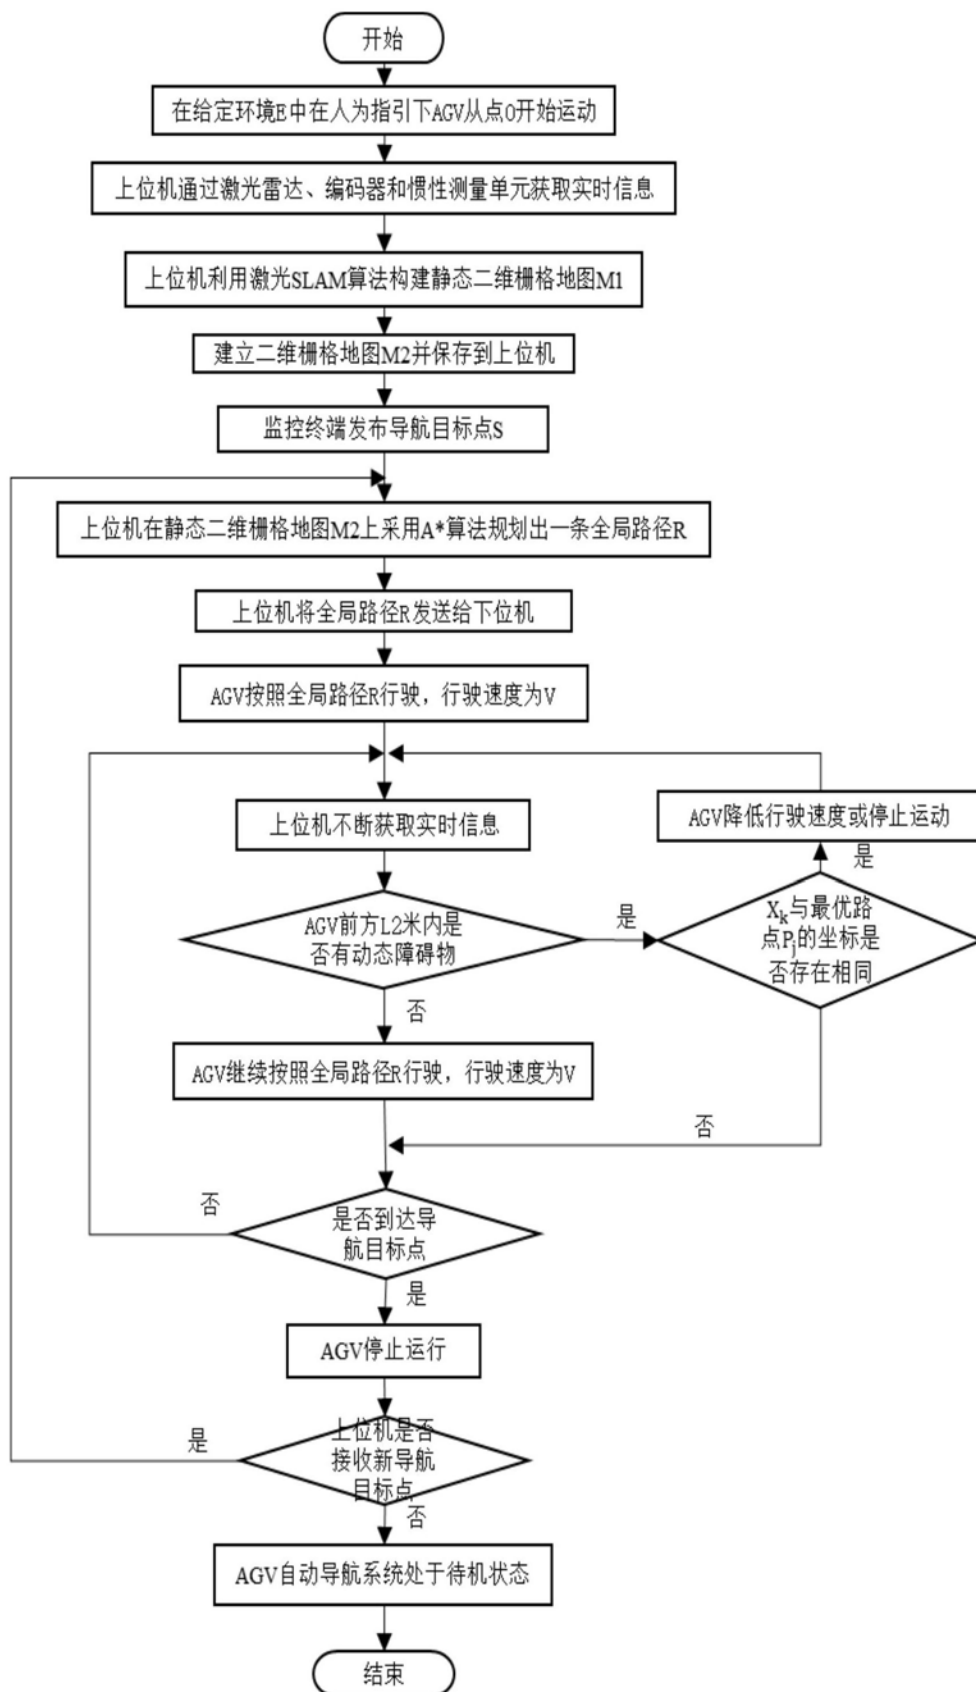 开始
在给定环境E中在人为指引下AGV从点O开始运动
上位机通过激光雷达、编码器和惯性测量单元获取实时信息
上位机利用激光SLAM算法构建静态二维栅格地图M1
建立二维栅格地图M2并保存到上位机
监控终端发布导航目标点S
上位机在静态二维栅格地图M2上采用A*算法规划出一条全局路径R
上位机将全局路径R发送给下位机
AGV按照全局路径R行驶，行驶速度为V
上位机不断获取实时信息
AGV降低行驶速度或停止运动
是
AGV前方L2米内是
否有动态障碍物
是
X_k与最优路
点P_j的坐标是
否存在相同
否
AGV继续按照全局路径R行驶，行驶速度为V
否
否
是否到达导
航目标点
是
AGV停止运行
是
上位机是否
接收新导航
目标点
否
AGV自动导航系统处于待机状态
结束